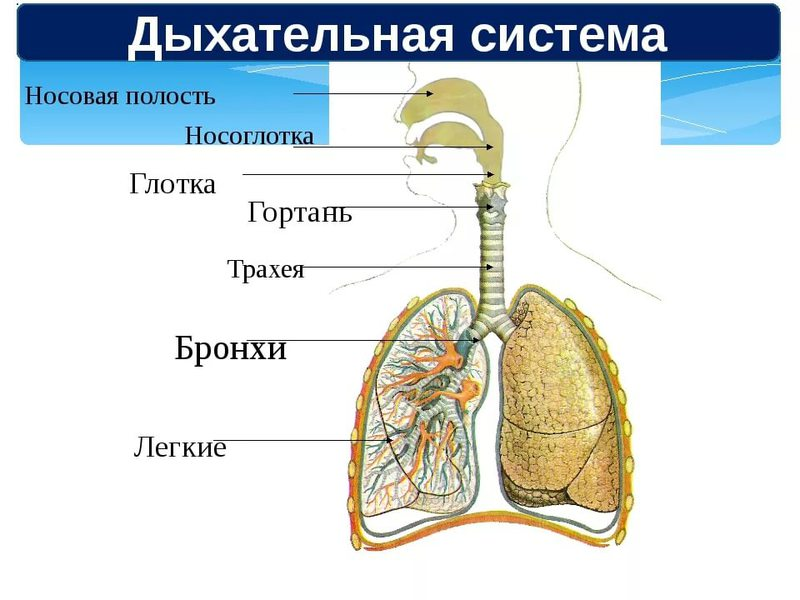 Дыхательная система
Носовая полость
Носоглотка
Глотка
Гортань
Трахея
Бронхи
Легкие